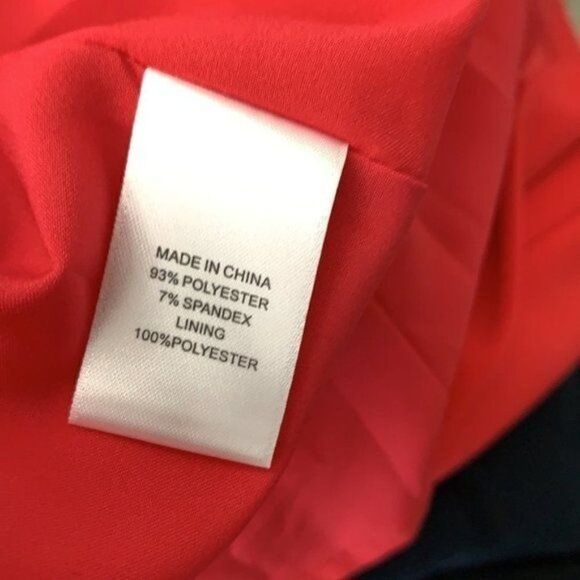 MADE IN CHINA
93% POLYESTER
7% SPANDEX
LINING
100%POLYESTER